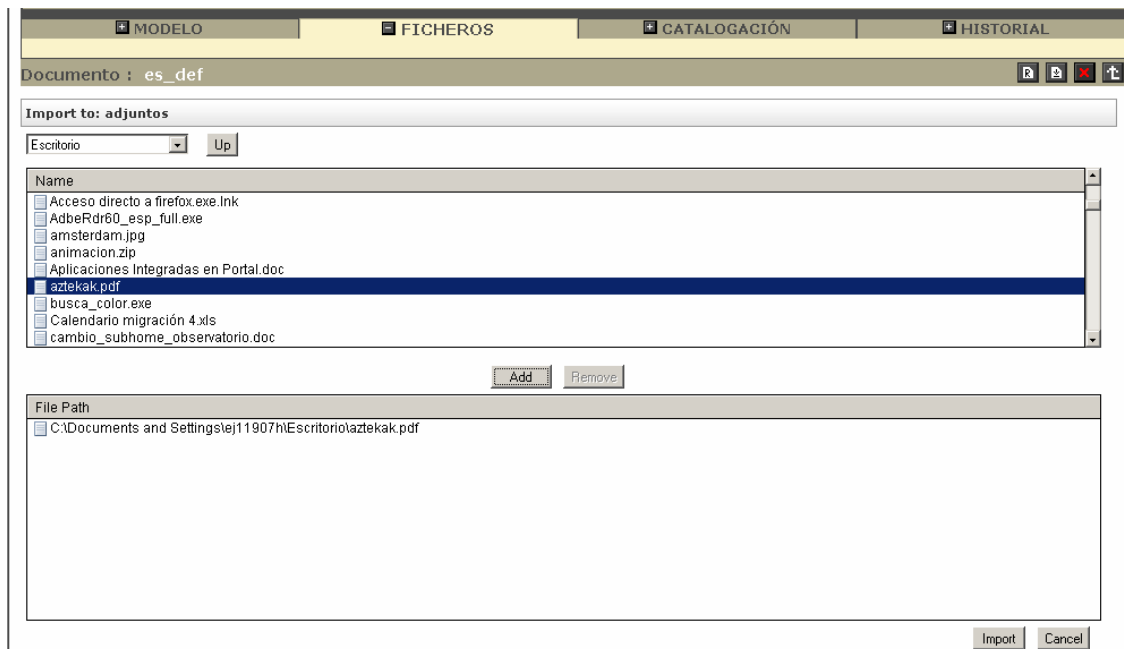 MODELO FICHEROS CATALOGACIÓN HISTORIAL
Documento : es_def
Import to: adjuntos
Escritorio Up
Name
Acceso directo a firefox.exe.lnk
AdbeRdr60_esp_full.exe
amsterdam.jpg
animacion.zip
Aplicaciones Integradas en Portal.doc
aztekak.pdf
busca_color.exe
Calendario migración 4.xls
cambio_subhome_observatorio.doc
Add Remove
File Path
C:\Documents and Settings\ej11907h\Escritorio\aztekak.pdf
Import Cancel